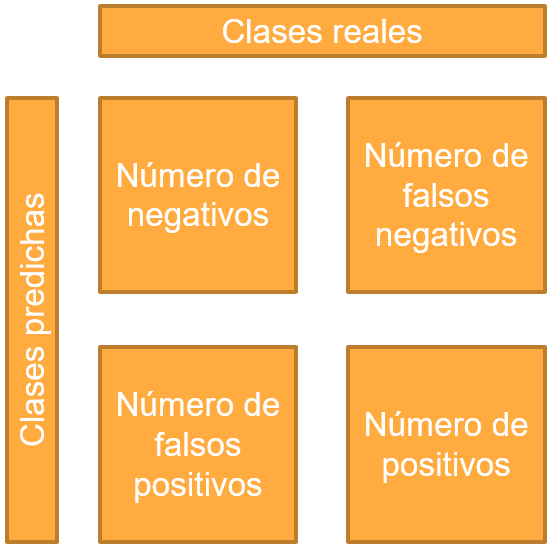 Clases reales
Clases predichas
Número de
negativos
Número de
falsos
negativos
Número de
falsos
positivos
Número de
positivos